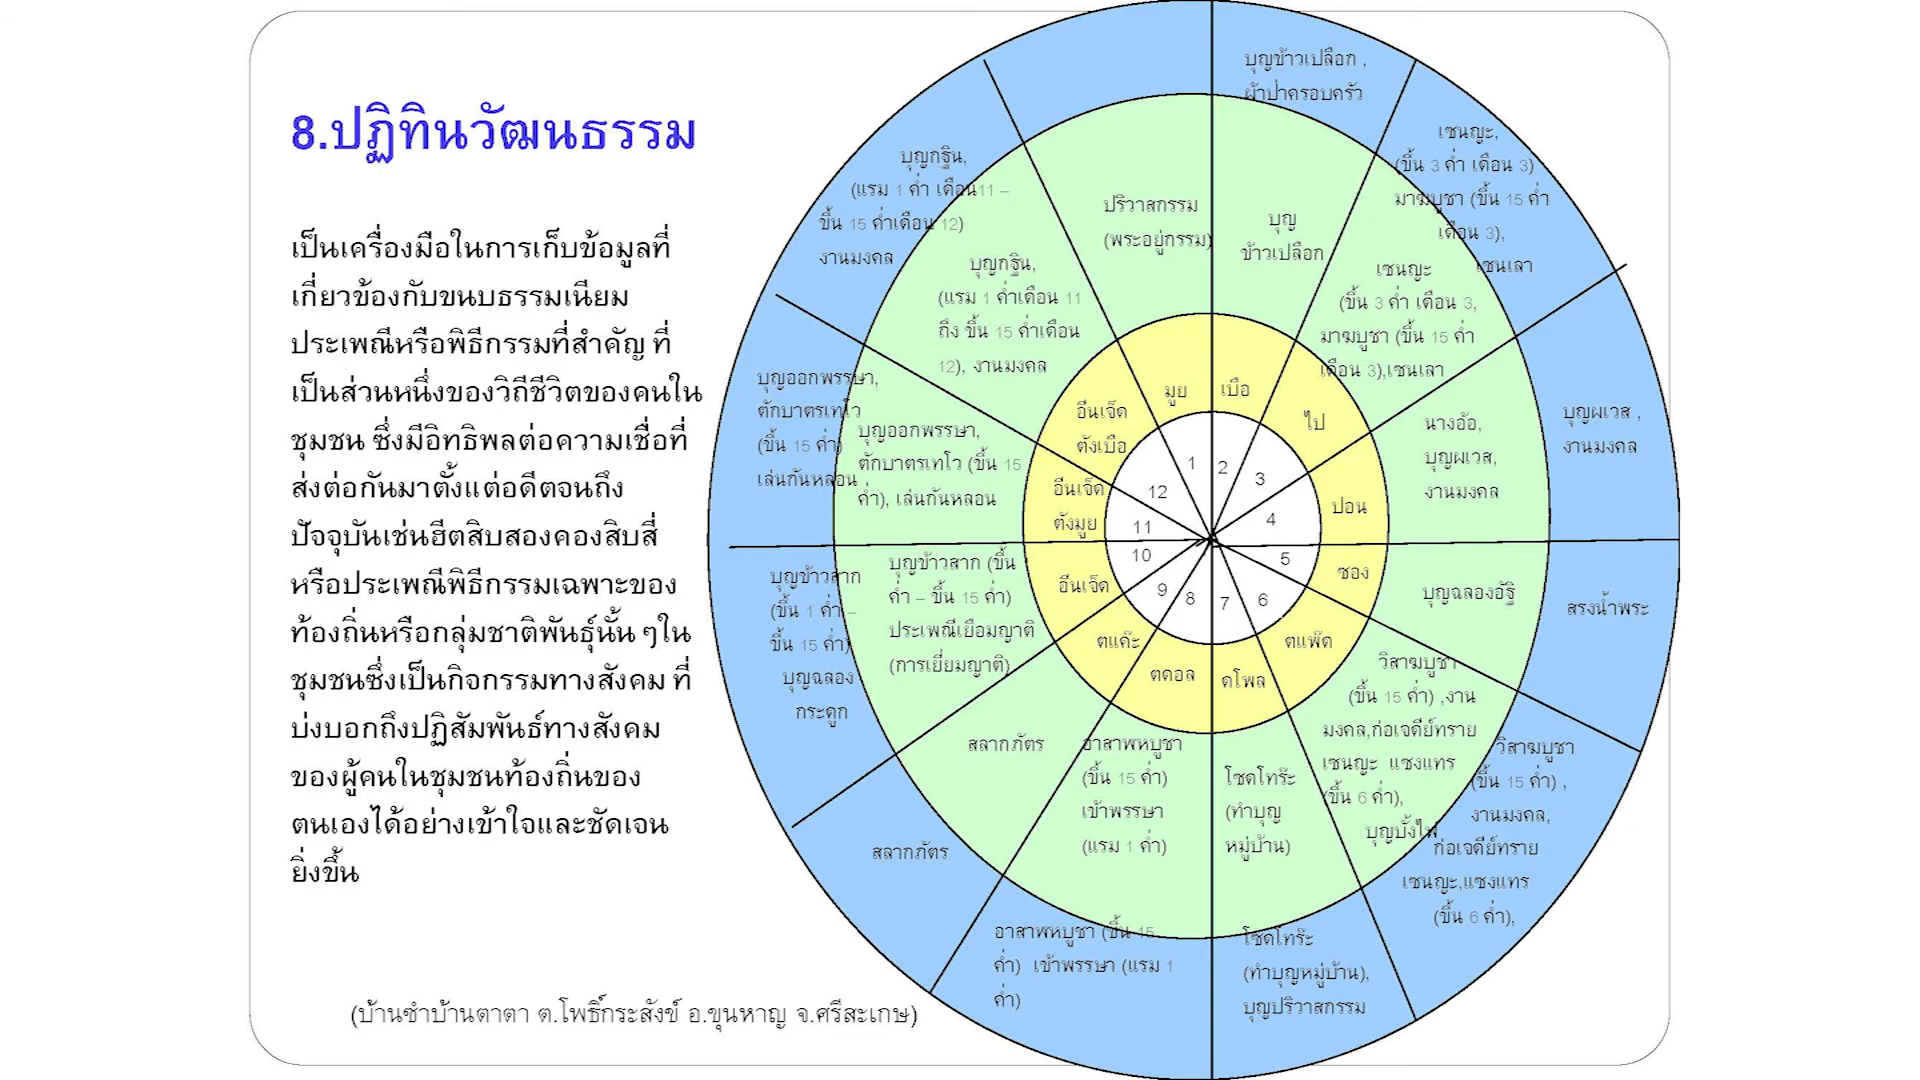 8.ปฏิทินวัฒนธรรม
เป็นเครื่องมือในการเก็บข้อมูลที่
เกี่ยวข้องกับขนบธรรมเนียม
ประเพณีหรือพิธีกรรมที่สำคัญ ที่
เป็นส่วนหนึ่งของวิถีชีวิตของคนใน
ชุมชน ซึ่งมีอิทธิพลต่อความเชื่อที่
ส่งต่อกันมาตั้งแต่อดีตจนถึง
ปัจจุบันเช่นฮีตสิบสองคองสิบสี่
หรือประเพณีพิธีกรรมเฉพาะของ
ท้องถิ่นหรือกลุ่มชาติพันธุ์นั้น ๆใน
ชุมชนซึ่งเป็นกิจกรรมทางสังคม ที่
บ่งบอกถึงปฏิสัมพันธ์ทางสังคม
ของผู้คนในชุมชนท้องถิ่นของ
ตนเองได้อย่างเข้าใจและชัดเจน
ยิ่งขึ้น
(บ้านซำบ้านตาตา ต.โพธิ์กระสังข์ อ.ขุนหาญ จ.ศรีสะเกษ)
บุญข้าวเปลือก ,
ผ้าป่าครอบครัว
เซนญะ,
(ขึ้น 3 ค่ำ เดือน 3)
มาฆบูชา (ขึ้น 15 ค่ำ
เดือน 3),
เซนเลา
บุญผเวส ,
งานมงคล
สรงน้ำพระ
วิสาฆบูชา
(ขึ้น 15 ค่ำ) ,
งานมงคล,
ก่อเจดีย์ทราย
เซนญะ,แซงแทร
(ขึ้น 6 ค่ำ),
โซดโทร๊ะ
(ทำบุญหมู่บ้าน),
บุญปริวาสกรรม
อาสาพหบูชา (ขึ้น 15
ค่ำ) เข้าพรรษา (แรม 1
ค่ำ)
สลากภัตร
บุญข้าวสาก
(ขึ้น 1 ค่ำ –
ขึ้น 15 ค่ำ)
บุญฉลอง
กระดูก
บุญออกพรรษา,
ตักบาตรเทโว
(ขึ้น 15 ค่ำ)
เล่นกันหลอน
บุญกฐิน,
(แรม 1 ค่ำ เดือน11 –
ขึ้น 15 ค่ำเดือน 12)
งานมงคล
ปริวาสกรรม
(พระอยู่กรรม)
บุญ
ข้าวเปลือก
เซนญะ
(ขึ้น 3 ค่ำ เดือน 3,
มาฆบูชา (ขึ้น 15 ค่ำ
เดือน 3),เซนเลา
นางอ้อ,
บุญผเวส,
งานมงคล
บุญฉลองอัฐิ
วิสาฆบูชา
(ขึ้น 15 ค่ำ) ,งาน
มงคล,ก่อเจดีย์ทราย
เซนญะ แซงแทร
(ขึ้น 6 ค่ำ),
บุญบั้งไฟ
โซดโทร๊ะ
(ทำบุญ
หมู่บ้าน)
อาสาพหบูชา
(ขึ้น 15 ค่ำ)
เข้าพรรษา
(แรม 1 ค่ำ)
สลากภัตร
บุญข้าวสาก (ขึ้น
ค่ำ – ขึ้น 15 ค่ำ)
ประเพณีเยือมญาติ
(การเยี่ยมญาติ)
บุญออกพรรษา,
ตักบาตรเทโว (ขึ้น 15
ค่ำ), เล่นกันหลอน
บุญกฐิน,
(แรม 1 ค่ำเดือน 11
ถึง ขึ้น 15 ค่ำเดือน
12), งานมงคล
มูย
เบือ
ไป
ปอน
ซอง
ตแพ๊ด
ดโพล
ตดอล
ตแค๊ะ
อีนเจ็ด
อีนเจ็ด
ตังมูย
อีนเจ็ด
ตังเบือ
1
2
3
4
5
6
7
8
9
10
11
12